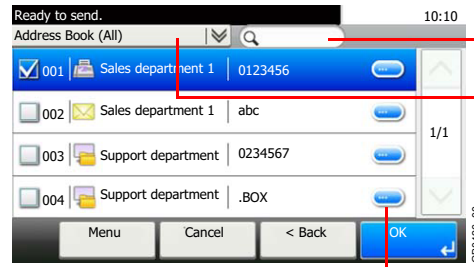 Ready to send. 10:10
Address Book (All)
001 Sales department 1 0123456
002 Sales department 1 abc
1/1
003 Support department 0234567
004 Support department .BOX
Menu Cancel < Back OK